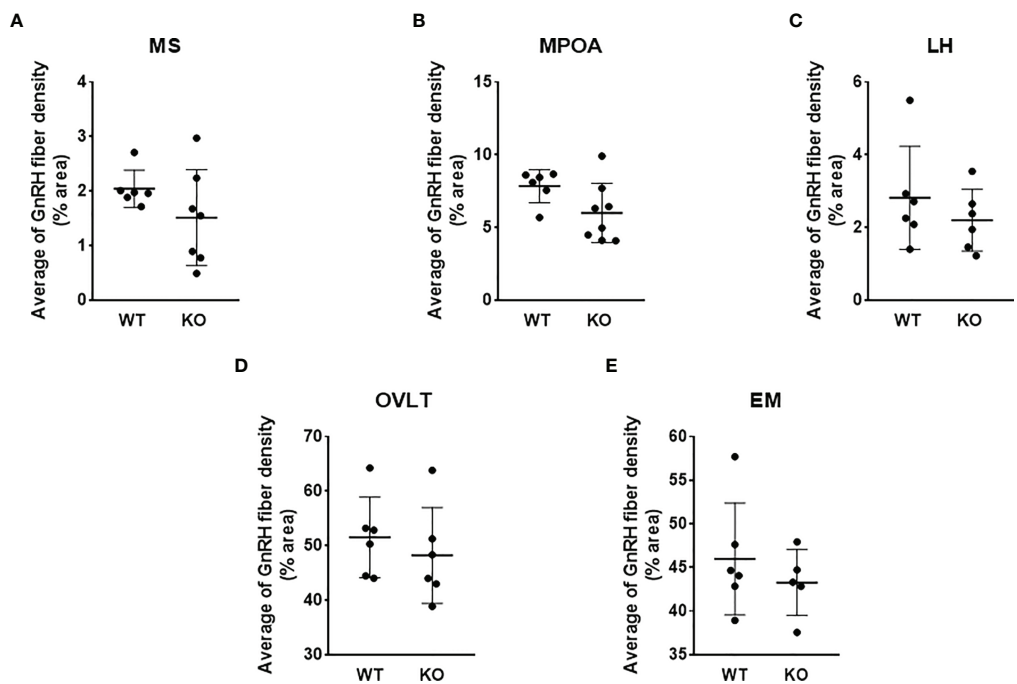 A
MS
Average of GnRH fiber density
(% area)
4
3
2
1
0
WT
KO
B
MPOA
Average of GnRH fiber density
(% area)
15
10
5
0
WT
KO
C
LH
Average of GnRH fiber density
(% area)
6
4
2
0
WT
KO
D
OVLT
Average of GnRH fiber density
(% area)
70
60
50
40
30
WT
KO
E
EM
Average of GnRH fiber density
(% area)
60
55
50
45
40
35
WT
KO